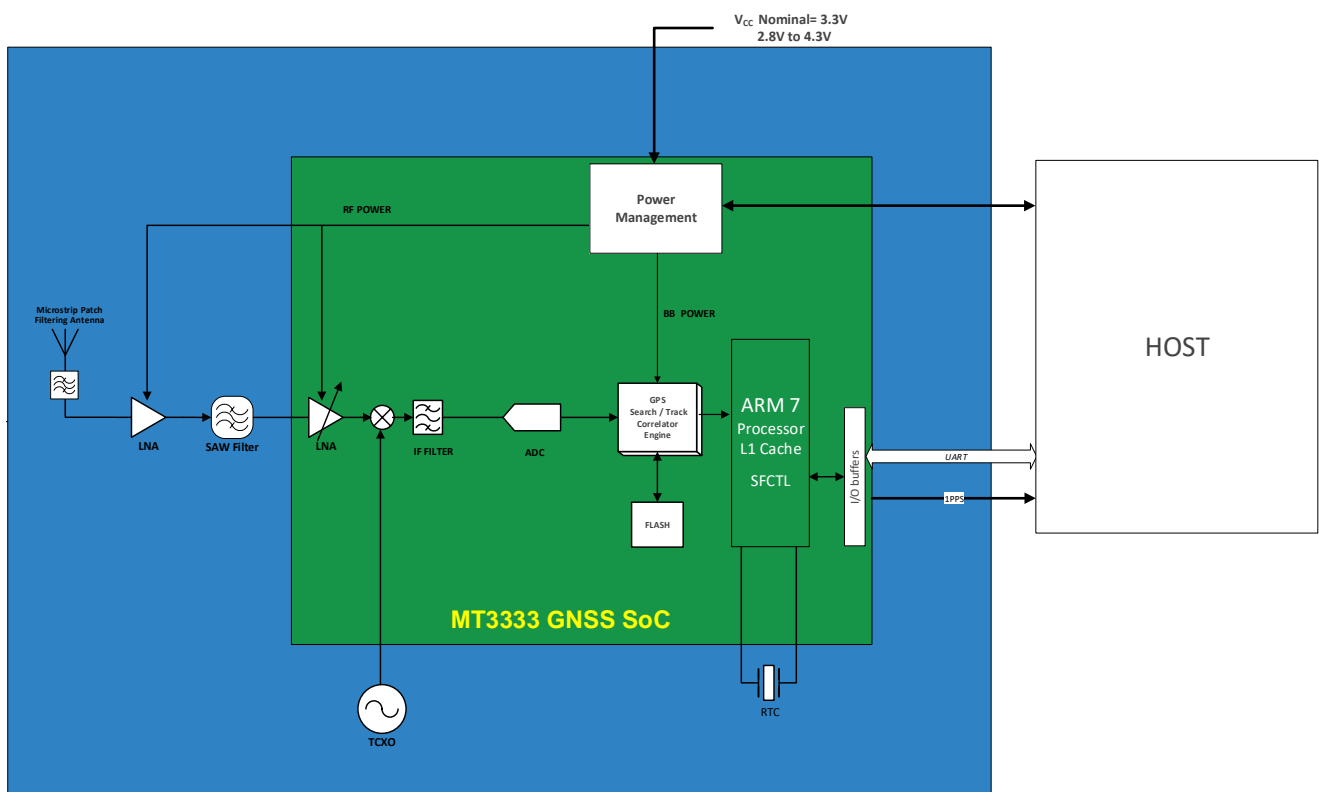 V_CC Nominal= 3.3V
2.8V to 4.3V
Power
Management
RF POWER
BB POWER
Microstrip Patch
Filtering Antenna
LNA
SAW Filter
LNA
IF FILTER
ADC
GPS
Search / Track
Correlator
Engine
FLASH
ARM 7
Processor
L1 Cache
SFCTL
I/O buffers
UART
1PPS
HOST
MT3333 GNSS SoC
TCXO
RTC